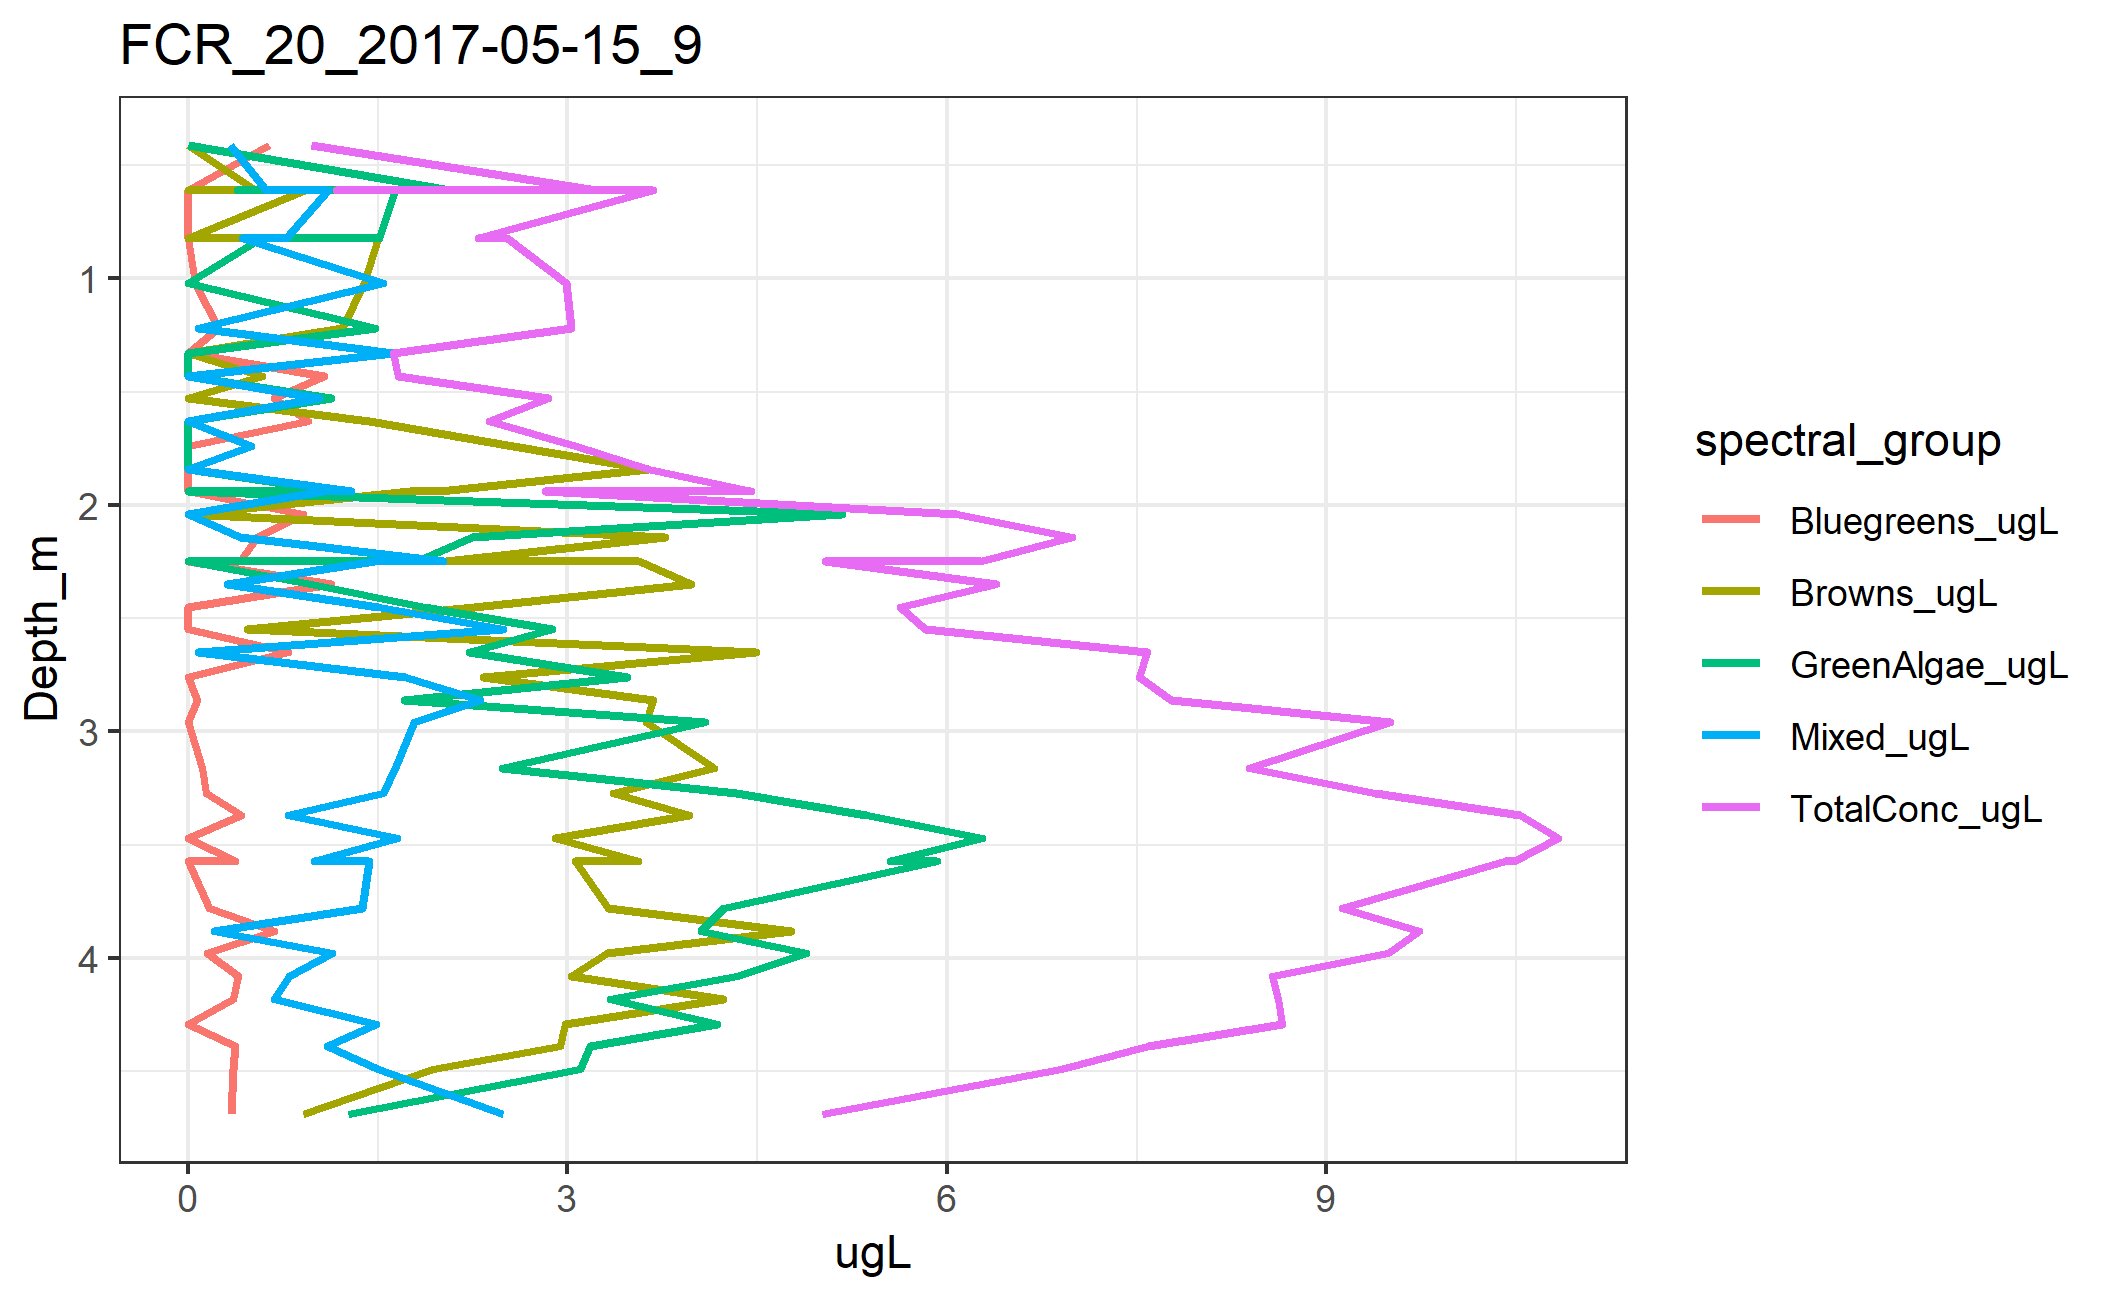 FCR_20_2017-05-15_9
1
2
3
4
Depth_m
0 3 6 9
ugL
spectral_group
Bluegreens_ugL
Browns_ugL
GreenAlgae_ugL
Mixed_ugL
TotalConc_ugL